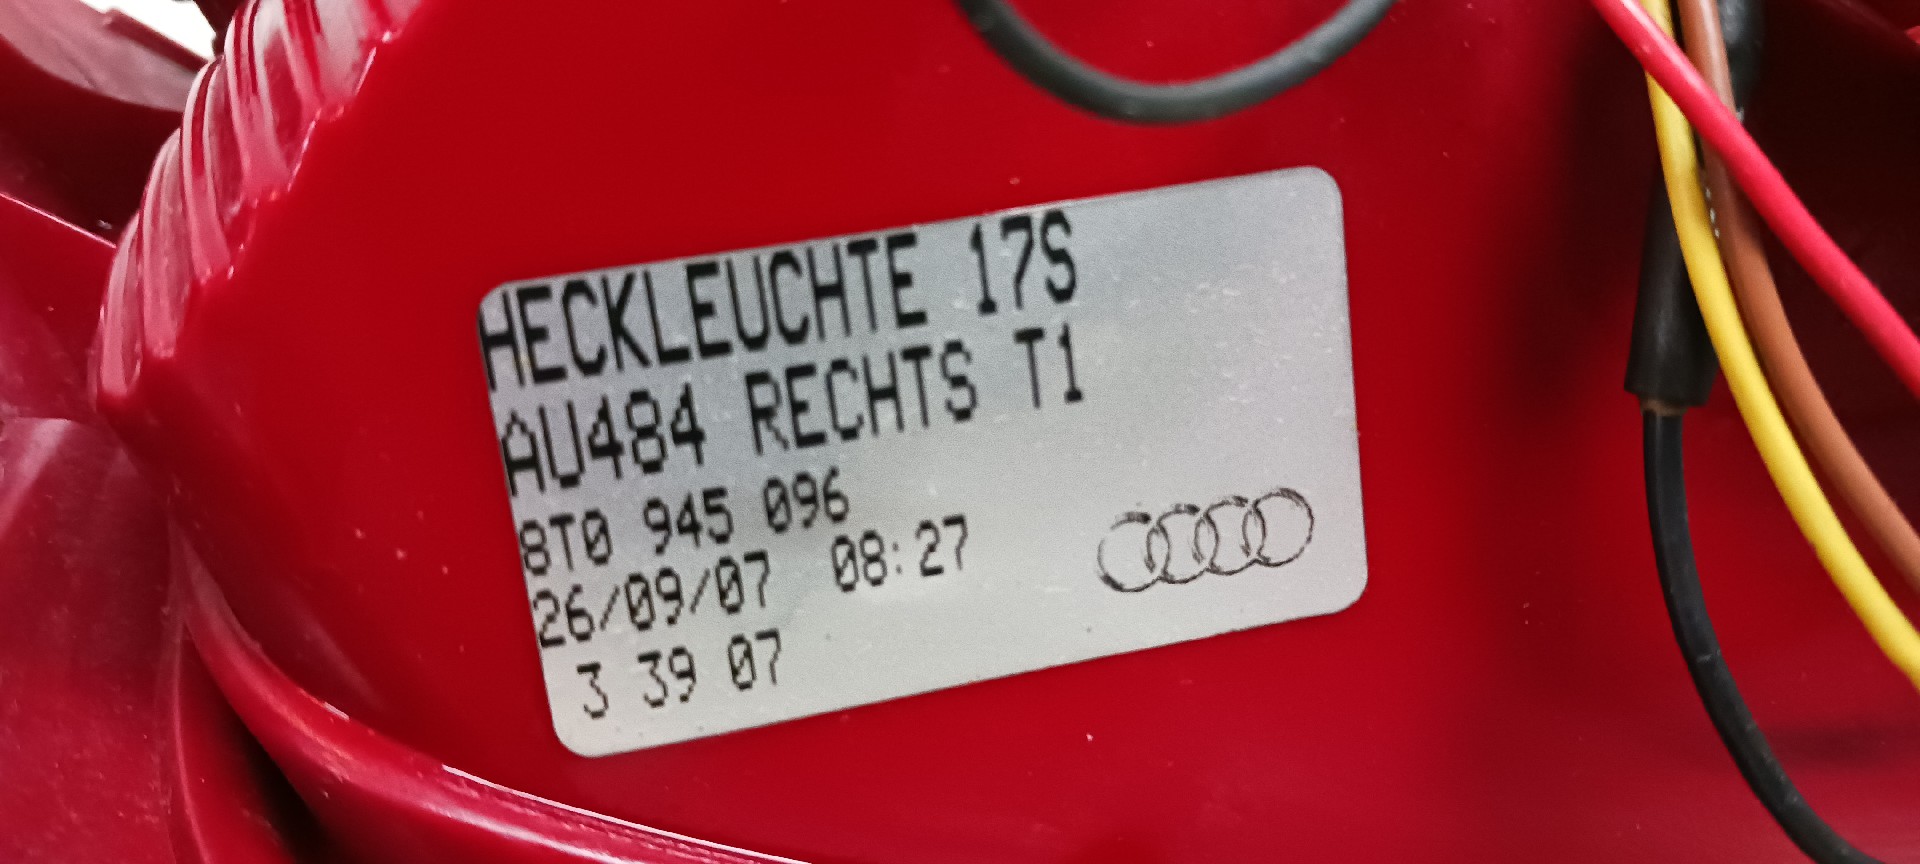 HECKLEUCHTE 17S
AU484 RECHTS T1
8T0 945 096
26/09/07 08:27
3 39 07